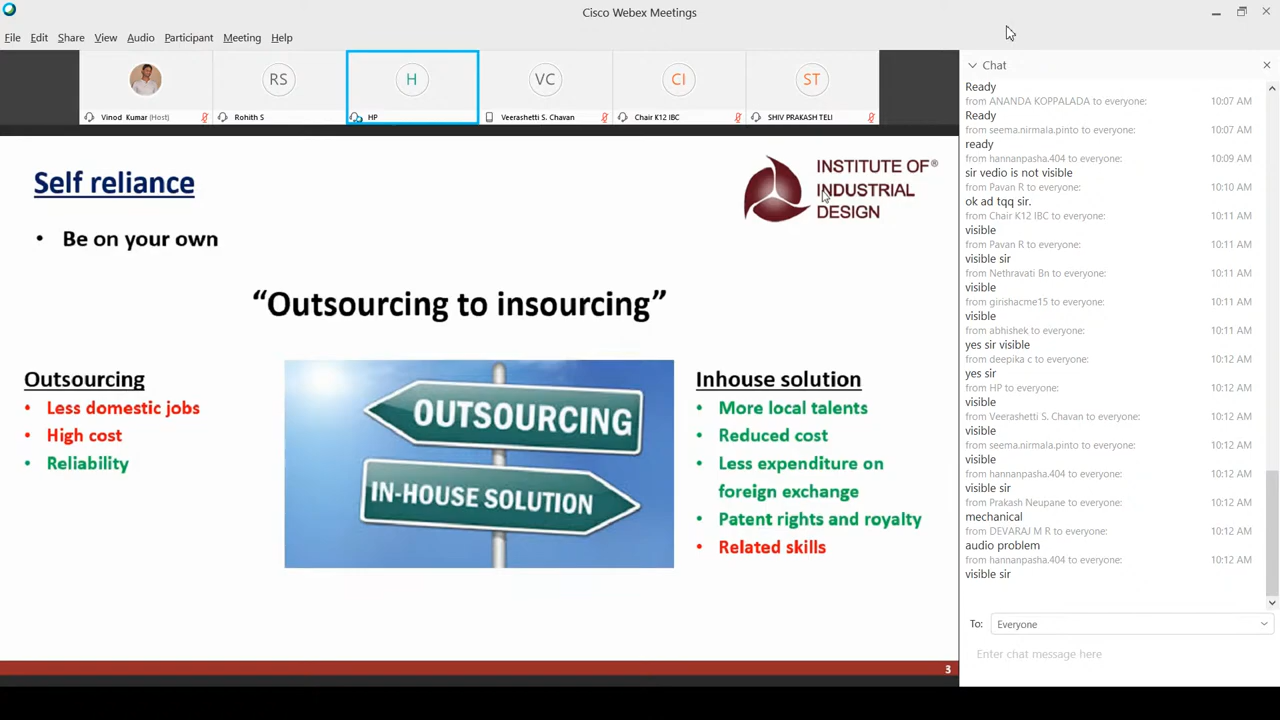 Cisco Webex Meetings
File Edit Share View Audio Participant Meeting Help
RS
H
VC
CI
ST
Vinod Kumar (Host)
Rohith S
HP
Veerashetti S. Chavan
Chair K12 IBC
SHIV PRAKASH TELI
Self reliance
INSTITUTE OF®
INDUSTRIAL
DESIGN
• Be on your own
“Outsourcing to insourcing”
Outsourcing
• Less domestic jobs
• High cost
• Reliability
OUTSOURCING
IN-HOUSE SOLUTION
Inhouse solution
• More local talents
• Reduced cost
• Less expenditure on
foreign exchange
• Patent rights and royalty
• Related skills
3
Chat
Ready
from ANANDA KOPPALADA to everyone: 10:07 AM
Ready
from seema.nirmala.pinto to everyone: 10:07 AM
ready
from hannanpasha.404 to everyone: 10:09 AM
sir vedio is not visible
from Pavan R to everyone: 10:10 AM
ok ad tqq sir.
from Chair K12 IBC to everyone: 10:11 AM
visible
from Pavan R to everyone: 10:11 AM
visible sir
from Nethravati Bn to everyone: 10:11 AM
visible
from girishacme15 to everyone: 10:11 AM
visible
from abhishek to everyone: 10:11 AM
yes sir visible
from deepika c to everyone: 10:12 AM
yes sir
from HP to everyone: 10:12 AM
visible
from Veerashetti S. Chavan to everyone: 10:12 AM
visible
from seema.nirmala.pinto to everyone: 10:12 AM
visible
from hannanpasha.404 to everyone: 10:12 AM
visible sir
from Prakash Neupane to everyone: 10:12 AM
mechanical
from DEVARAJ M R to everyone: 10:12 AM
audio problem
from hannanpasha.404 to everyone: 10:12 AM
visible sir
To: Everyone
Enter chat message here